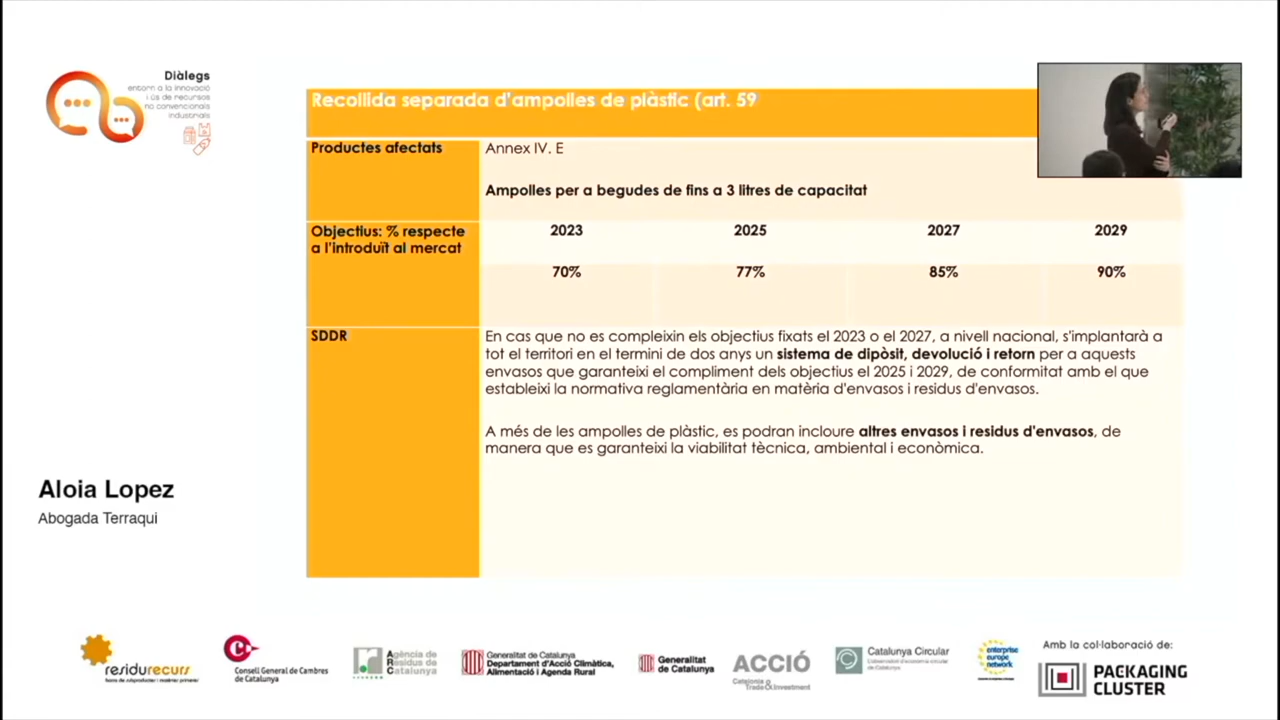 Diàlegs
entorn a la innovació
i ús de recursos
no convencionals
industrials
Recollida separada d'ampolles de plàstic (art. 59
Productes afectats
Annex IV. E
Ampolles per a begudes de fins a 3 litres de capacitat
Objectius: % respecte
a l'introduït al mercat
2023 2025 2027 2029
70% 77% 85% 90%
SDDR
En cas que no es compleixin els objectius fixats el 2023 o el 2027, a nivell nacional, s'implantarà a
tot el territori en el termini de dos anys un sistema de dipòsit, devolució i retorn per a aquests
envasos que garanteixi el compliment dels objectius el 2025 i 2029, de conformitat amb el que
estableixi la normativa reglamentària en matèria d'envasos i residus d'envasos.
A més de les ampolles de plàstic, es podran incloure altres envasos i residus d'envasos, de
manera que es garanteixi la viabilitat tècnica, ambiental i econòmica.
Aloia Lopez
Abogada Terraqui
residurecurs
Consell General de Cambres
de Catalunya
Agència de
Residus de
Catalunya
Generalitat de Catalunya
Departament d'Acció Climàtica,
Alimentació i Agenda Rural
Generalitat
de Catalunya
ACCIÓ
Catalonia
Trade & Investment
Catalunya Circular
enterprise
europe
network
Amb la col·laboració de:
PACKAGING
CLUSTER